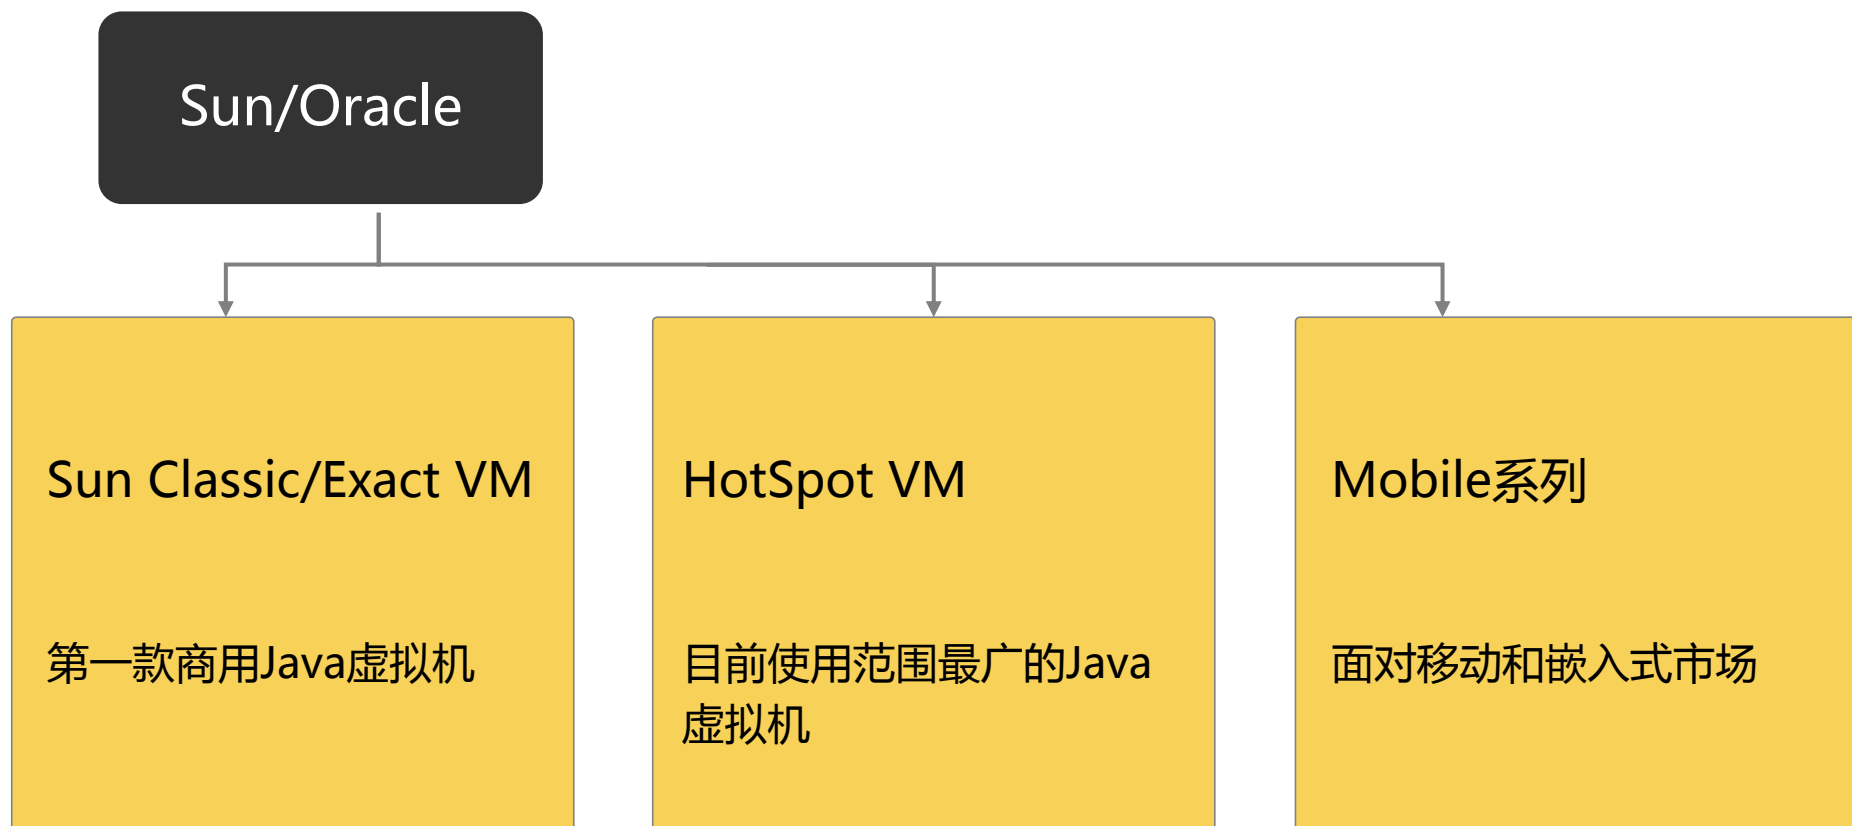 Sun/Oracle
Sun Classic/Exact VM
第一款商用Java虚拟机
HotSpot VM
目前使用范围最广的Java
虚拟机
Mobile系列
面对移动和嵌入式市场